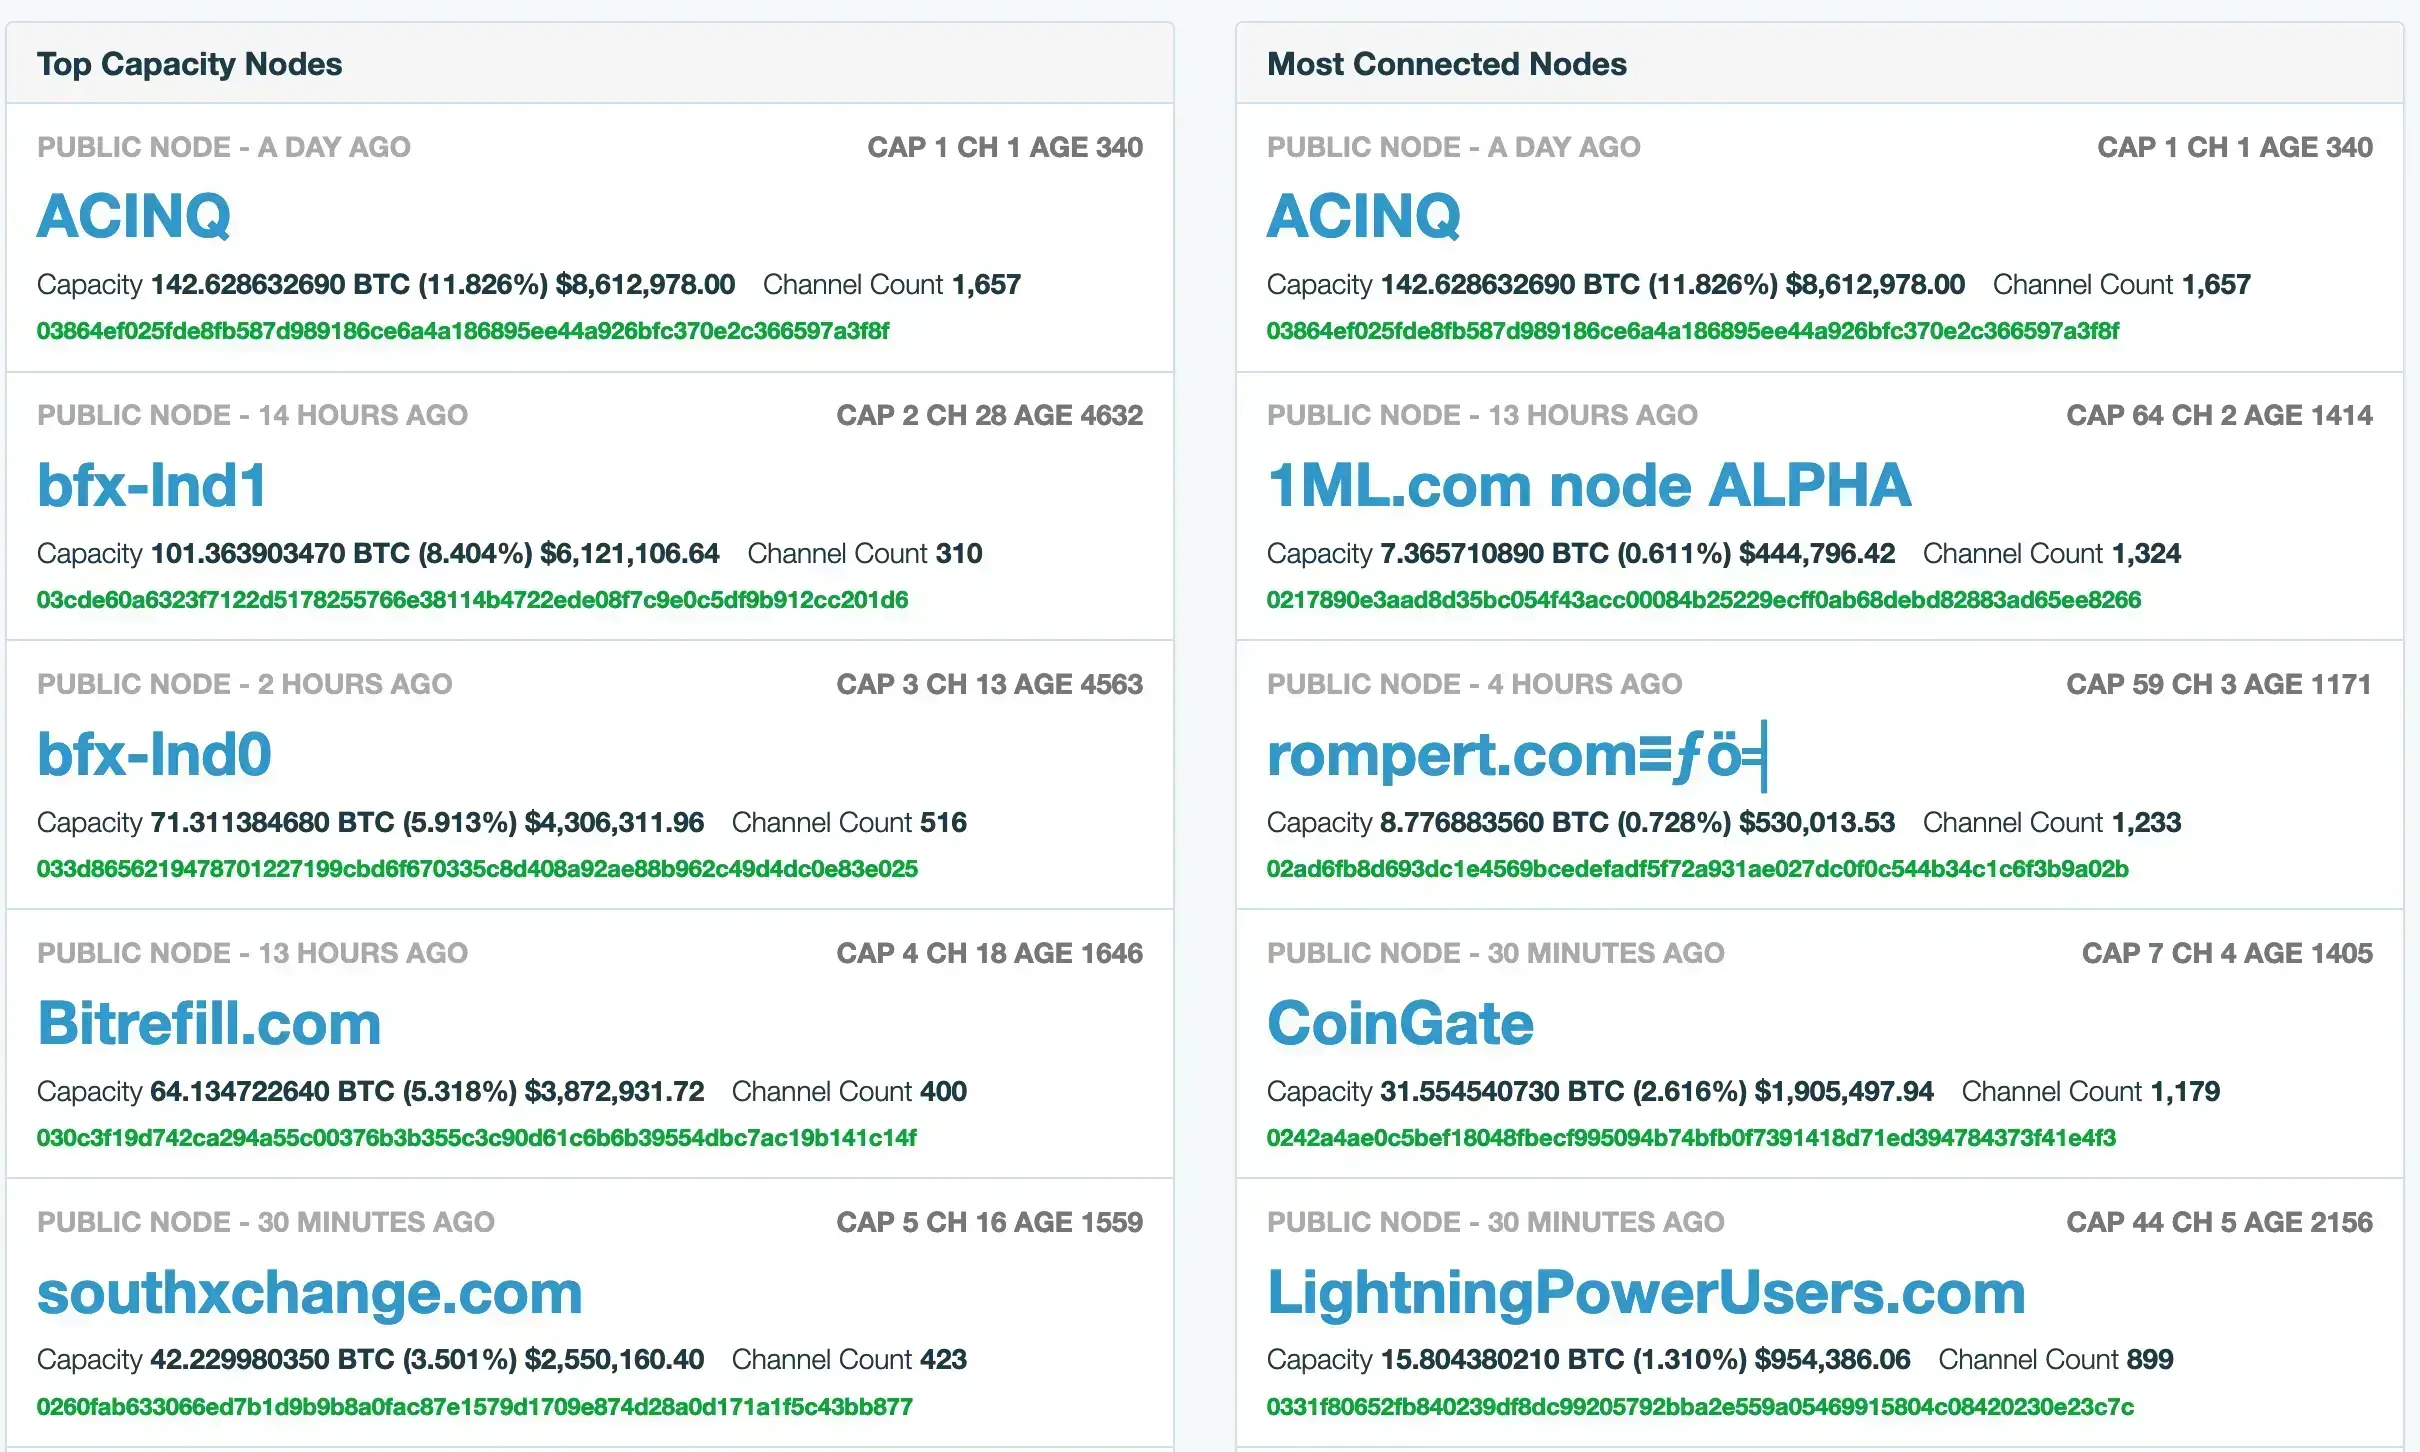 Top Capacity Nodes
PUBLIC NODE - A DAY AGO CAP 1 CH 1 AGE 340
ACINQ
Capacity 142.628632690 BTC (11.826%) $8,612,978.00 Channel Count 1,657
03864ef025fde8fb587d989186ce6a4a186895ee44a926bfc370e2c366597a3f8f
PUBLIC NODE - 14 HOURS AGO CAP 2 CH 28 AGE 4632
bfx-lnd1
Capacity 101.363903470 BTC (8.404%) $6,121,106.64 Channel Count 310
03cde60a6323f7122d5178255766e38114b4722ede08f7c9e0c5df9b912cc201d6
PUBLIC NODE - 2 HOURS AGO CAP 3 CH 13 AGE 4563
bfx-lnd0
Capacity 71.311384680 BTC (5.913%) $4,306,311.96 Channel Count 516
033d8656219478701227199cbd6f670335c8d408a92ae88b962c49d4dc0e83e025
PUBLIC NODE - 13 HOURS AGO CAP 4 CH 18 AGE 1646
Bitrefill.com
Capacity 64.134722640 BTC (5.318%) $3,872,931.72 Channel Count 400
030c3f19d742ca294a55c00376b3b355c3c90d61c6b6b39554dbc7ac19b141c14f
PUBLIC NODE - 30 MINUTES AGO CAP 5 CH 16 AGE 1559
southxchange.com
Capacity 42.229980350 BTC (3.501%) $2,550,160.40 Channel Count 423
0260fab633066ed7b1d9b9b8a0fac87e1579d1709e874d28a0d171a1f5c43bb877
Most Connected Nodes
PUBLIC NODE - A DAY AGO CAP 1 CH 1 AGE 340
ACINQ
Capacity 142.628632690 BTC (11.826%) $8,612,978.00 Channel Count 1,657
03864ef025fde8fb587d989186ce6a4a186895ee44a926bfc370e2c366597a3f8f
PUBLIC NODE - 13 HOURS AGO CAP 64 CH 2 AGE 1414
1ML.com node ALPHA
Capacity 7.365710890 BTC (0.611%) $444,796.42 Channel Count 1,324
0217890e3aad8d35bc054f43acc00084b25229ecff0ab68debd82883ad65ee8266
PUBLIC NODE - 4 HOURS AGO CAP 59 CH 3 AGE 1171
rompert.com≡ƒö╡
Capacity 8.776883560 BTC (0.728%) $530,013.53 Channel Count 1,233
02ad6fb8d693dc1e4569bcedefadf5f72a931ae027dc0f0c544b34c1c6f3b9a02b
PUBLIC NODE - 30 MINUTES AGO CAP 7 CH 4 AGE 1405
CoinGate
Capacity 31.554540730 BTC (2.616%) $1,905,497.94 Channel Count 1,179
0242a4ae0c5bef18048fbecf995094b74bfb0f7391418d71ed394784373f41e4f3
PUBLIC NODE - 30 MINUTES AGO CAP 44 CH 5 AGE 2156
LightningPowerUsers.com
Capacity 15.804380210 BTC (1.310%) $954,386.06 Channel Count 899
0331f80652fb840239df8dc99205792bba2e559a05469915804c08420230e23c7c